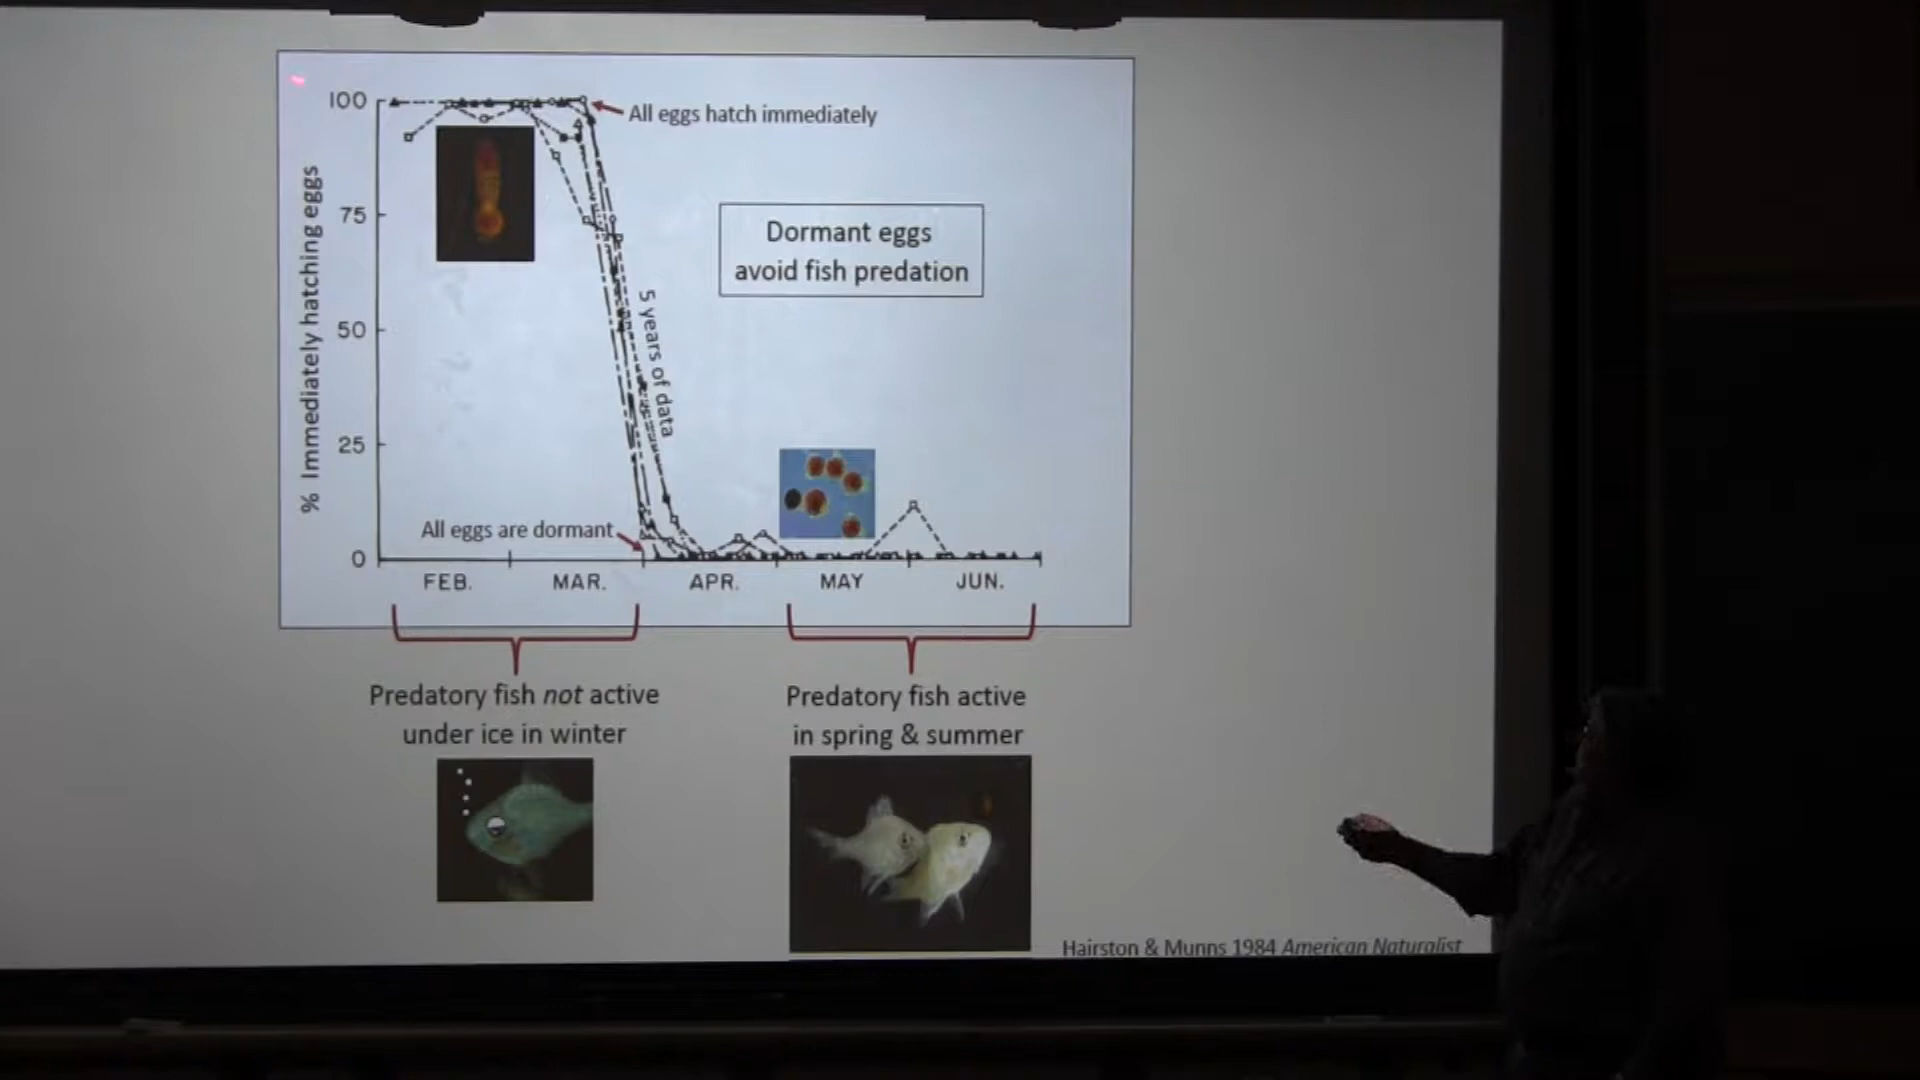 100
75
50
25
0
% Immediately hatching eggs
All eggs hatch immediately
Dormant eggs
avoid fish predation
5 years of data
All eggs are dormant
FEB. MAR. APR. MAY JUN.
Predatory fish not active
under ice in winter
Predatory fish active
in spring & summer
Hairston & Munns 1984 American Naturalist